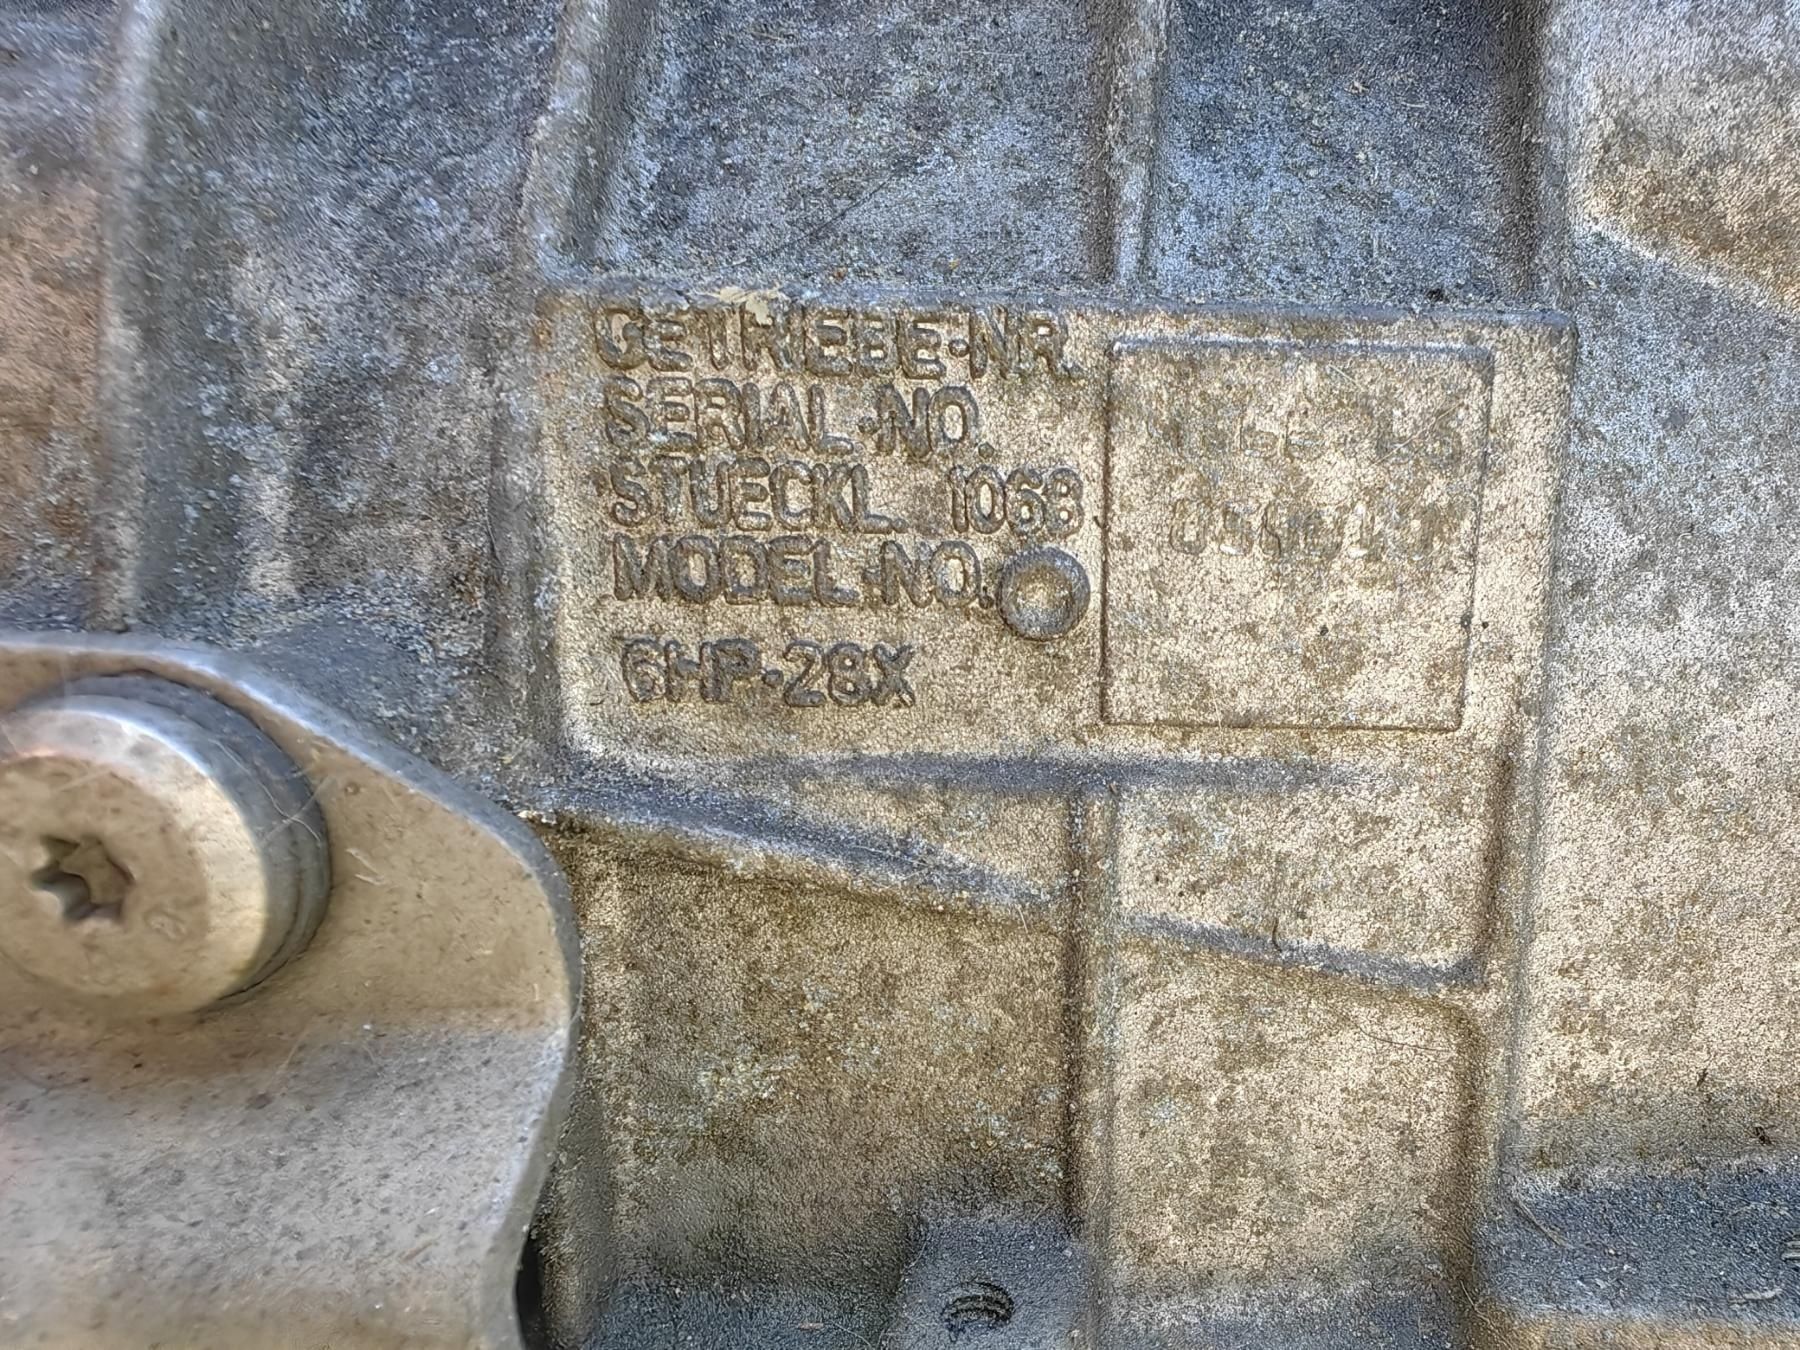 GETRIEBE-NR.
SERIAL-NO.
STUECKL. 1068
MODEL-NO.
6HP-28X